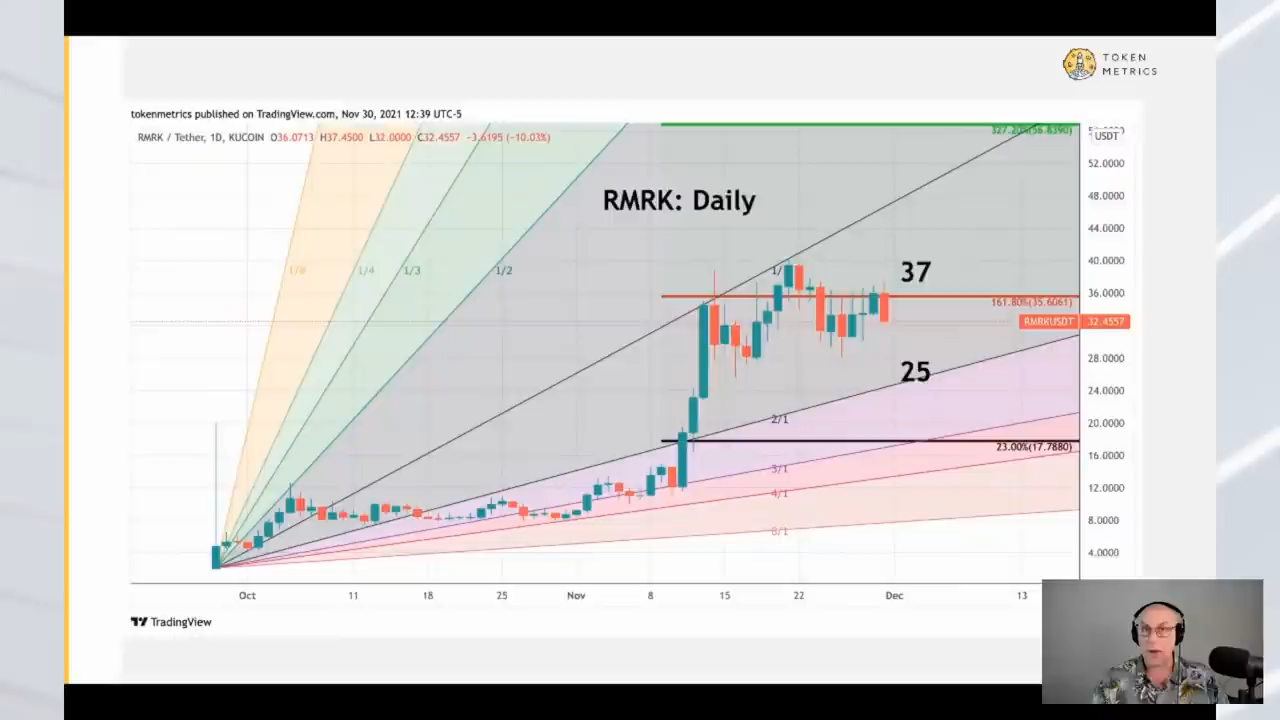 TOKEN
METRICS
tokenmetrics published on TradingView.com, Nov 30, 2021 12:39 UTC-5
RMRK / Tether, 1D, KUCOIN O36.0713 H37.4500 L32.0000 C32.4557 -3.6195 (-10.03%)
USDT
52.0000
RMRK: Daily
48.0000
44.0000
40.0000
1/8 1/4 1/3 1/2 1/
37
36.0000
161.80%(35.6061)
RMRKUSDT 32.4557
28.0000
25
24.0000
2/1
20.0000
23.00%(17.7880)
16.0000
3/1
12.0000
4/1
8.0000
8/1
4.0000
Oct 11 18 25 Nov 8 15 22 Dec 13
TradingView